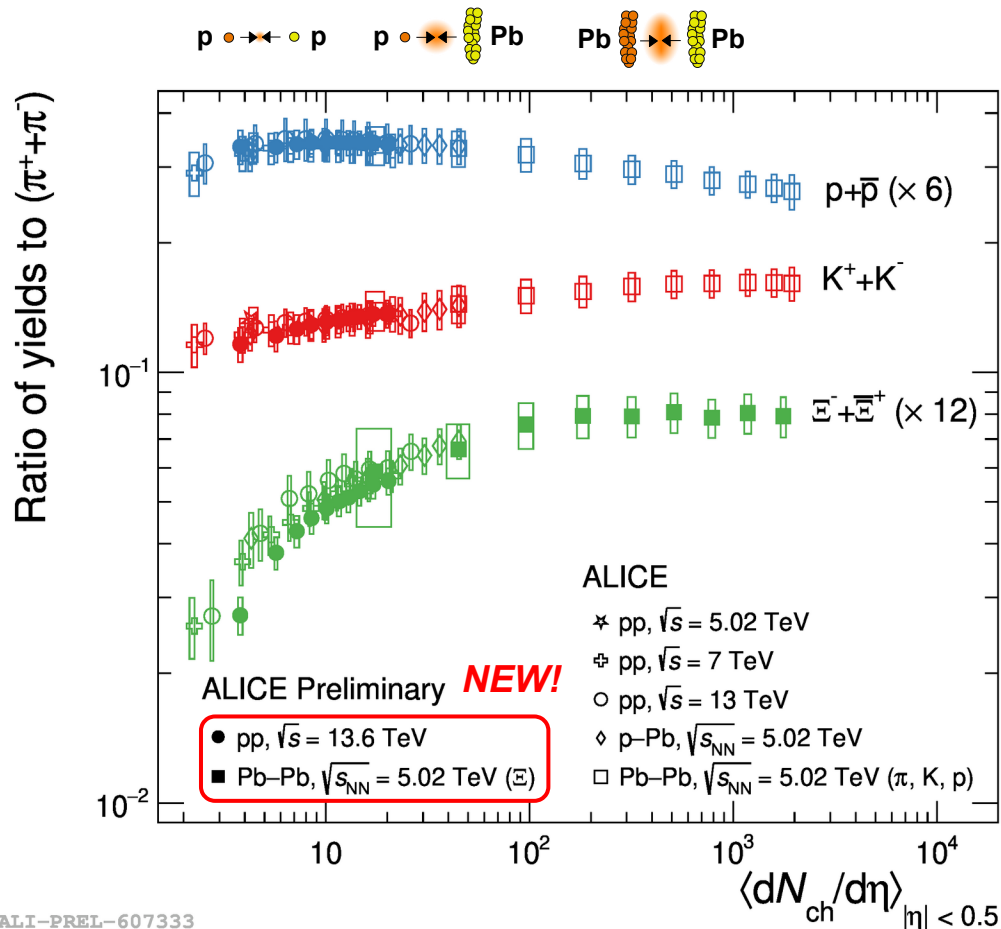 p p p Pb Pb Pb
Ratio of yields to (π⁺+π⁻)
p+p̅ (× 6)
K⁺+K⁻
10⁻¹
Ξ⁻+Ξ̅⁺ (× 12)
ALICE
pp, √s = 5.02 TeV
pp, √s = 7 TeV
ALICE Preliminary NEW!
pp, √s = 13 TeV
pp, √s = 13.6 TeV
p–Pb, √s_NN = 5.02 TeV
Pb–Pb, √s_NN = 5.02 TeV (Ξ)
Pb–Pb, √s_NN = 5.02 TeV (π, K, p)
10⁻²
10 10² 10³ 10⁴
⟨dN_ch/dη⟩_|η| < 0.5
ALI-PREL-607333